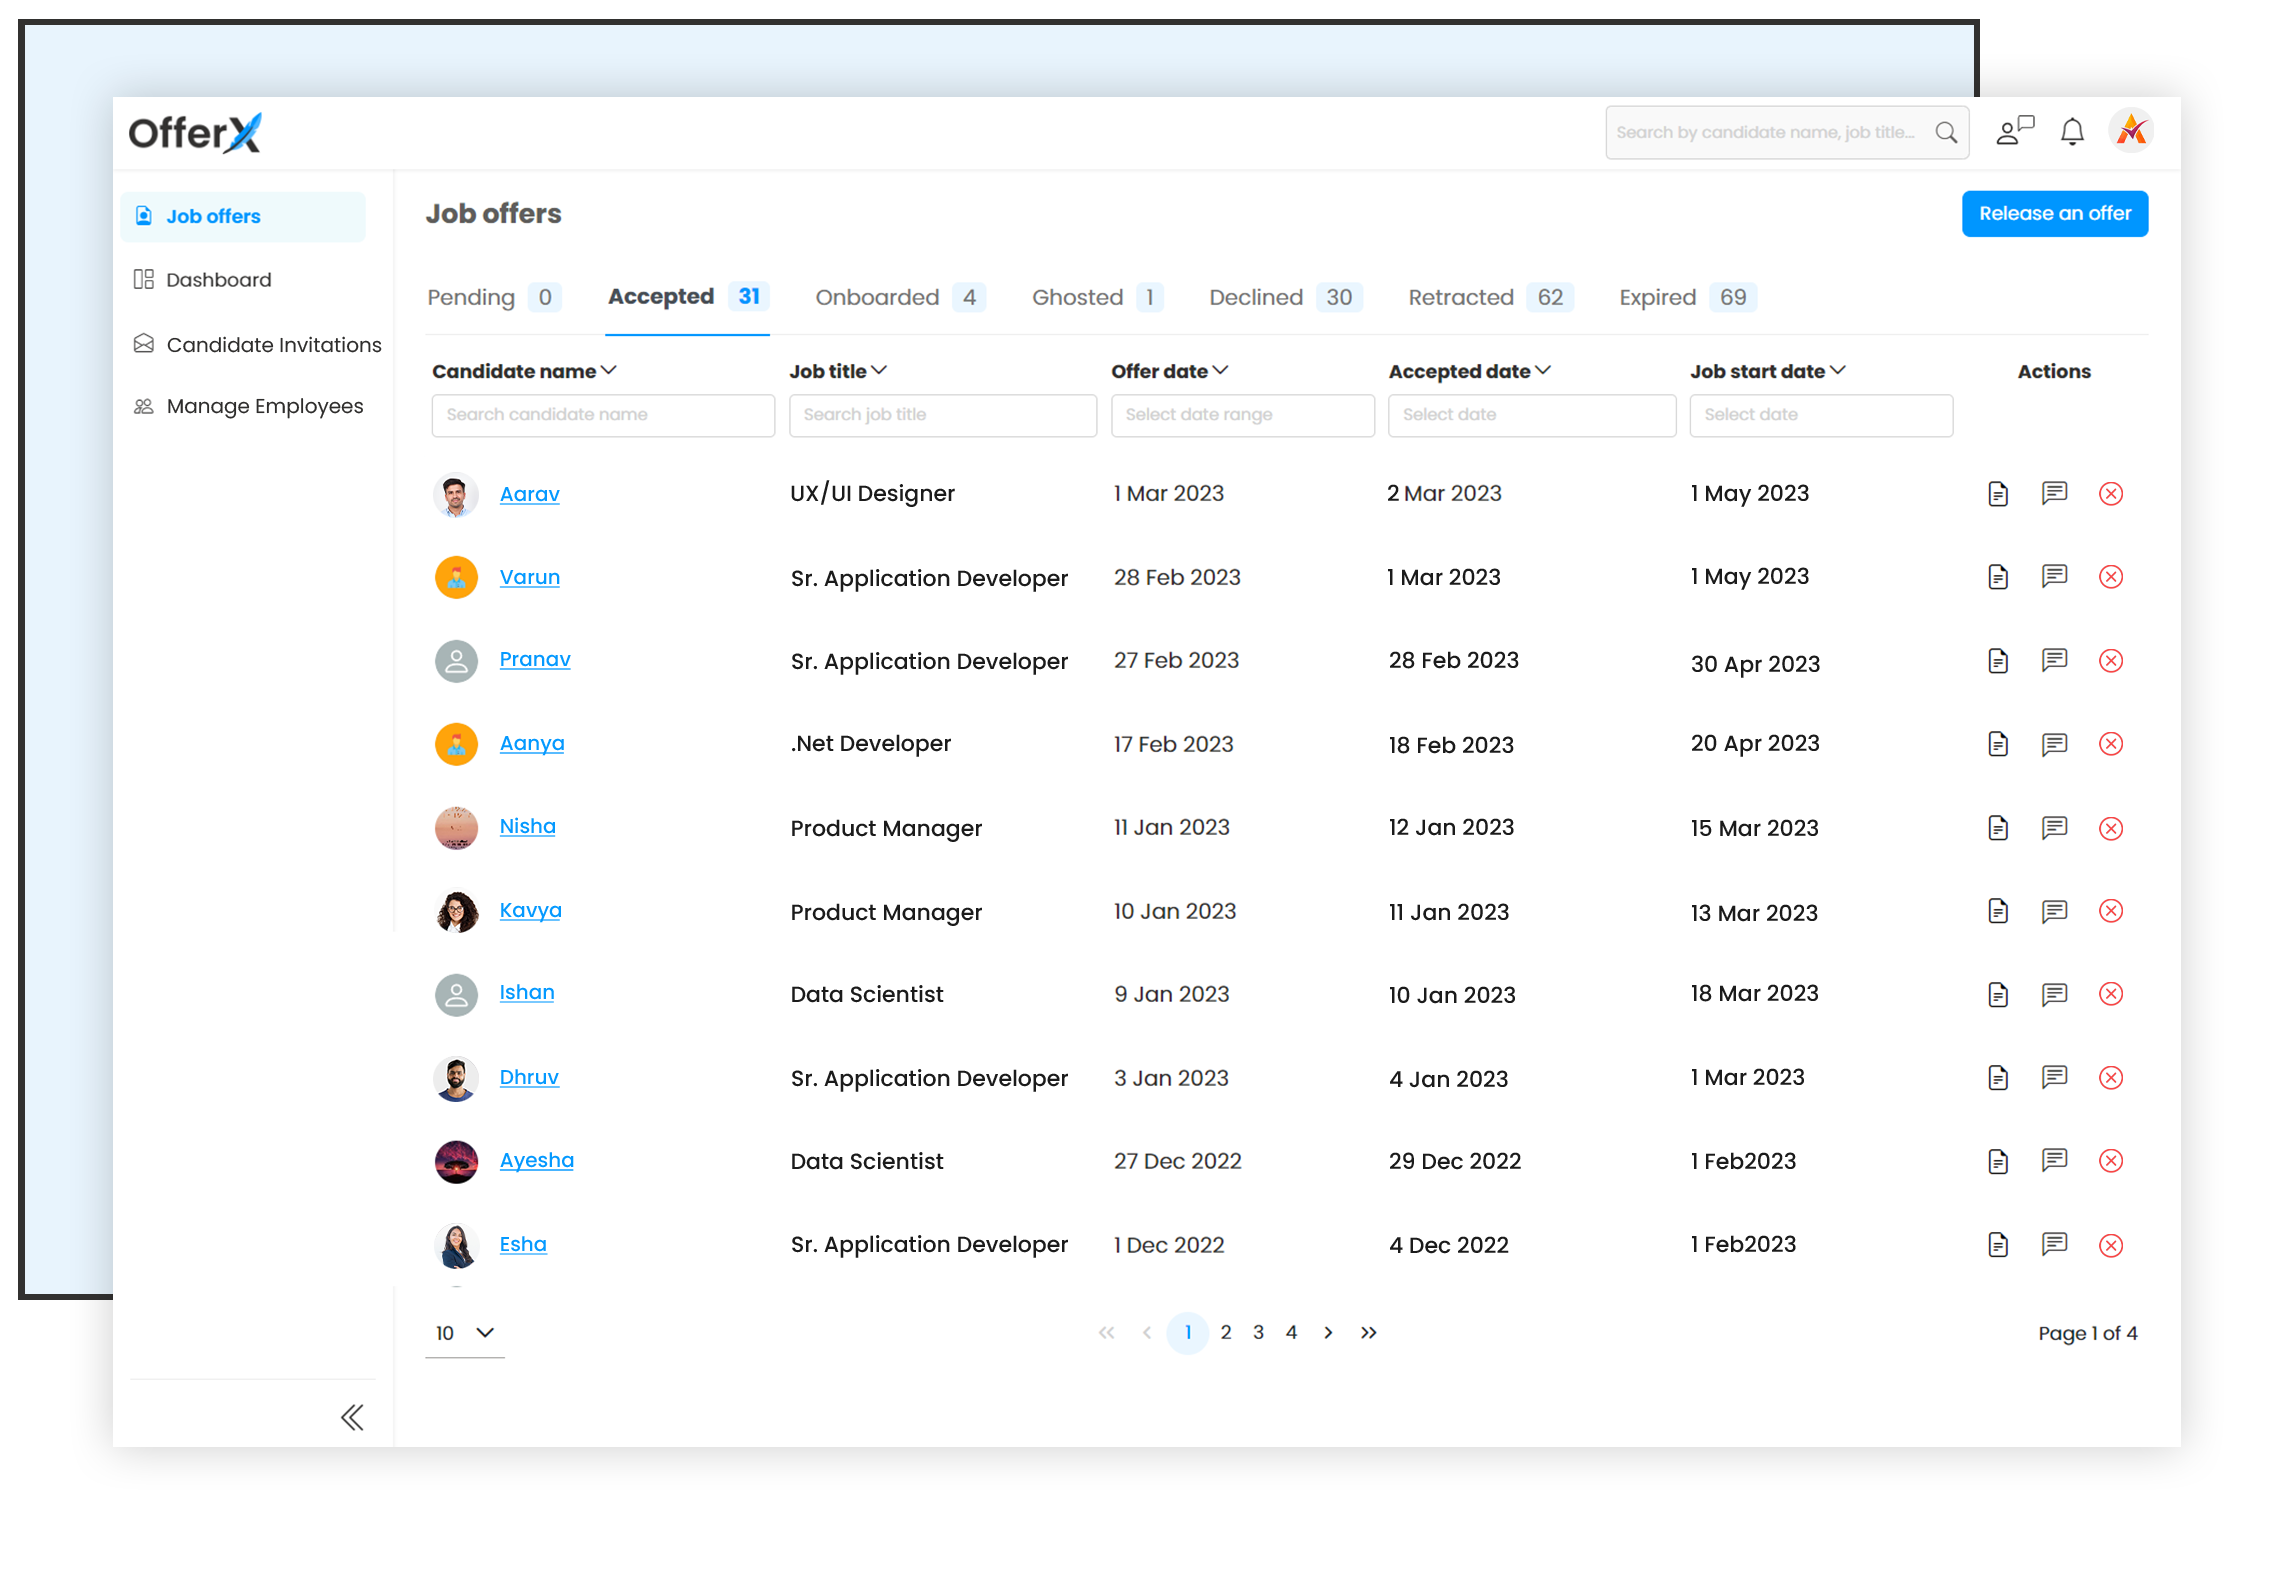 OfferX
Search by candidate name, job title...
Job offers
Dashboard
Candidate Invitations
Manage Employees
Job offers
Release an offer
Pending 0 Accepted 31 Onboarded 4 Ghosted 1 Declined 30 Retracted 62 Expired 69
Candidate name Job title Offer date Accepted date Job start date Actions
Search candidate name Search job title Select date range Select date Select date
Aarav UX/UI Designer 1 Mar 2023 2 Mar 2023 1 May 2023
Varun Sr. Application Developer 28 Feb 2023 1 Mar 2023 1 May 2023
Pranav Sr. Application Developer 27 Feb 2023 28 Feb 2023 30 Apr 2023
Aanya .Net Developer 17 Feb 2023 18 Feb 2023 20 Apr 2023
Nisha Product Manager 11 Jan 2023 12 Jan 2023 15 Mar 2023
Kavya Product Manager 10 Jan 2023 11 Jan 2023 13 Mar 2023
Ishan Data Scientist 9 Jan 2023 10 Jan 2023 18 Mar 2023
Dhruv Sr. Application Developer 3 Jan 2023 4 Jan 2023 1 Mar 2023
Ayesha Data Scientist 27 Dec 2022 29 Dec 2022 1 Feb2023
Esha Sr. Application Developer 1 Dec 2022 4 Dec 2022 1 Feb2023
10 1 2 3 4 Page 1 of 4